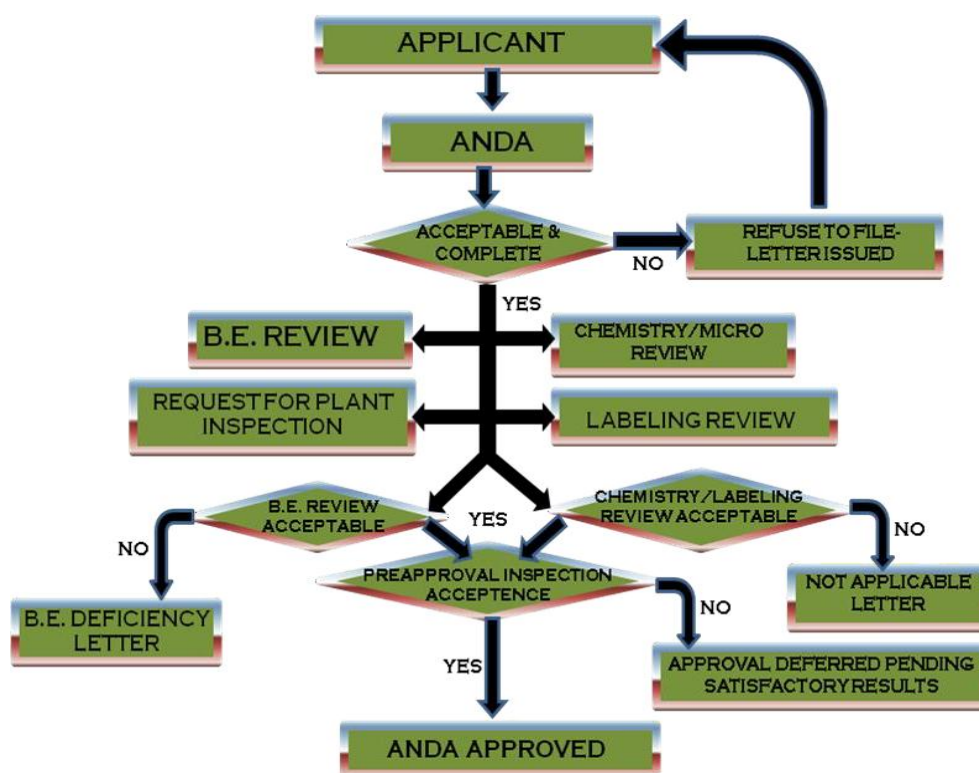 APPLICANT
ANDA
ACCEPTABLE &
COMPLETE
NO
REFUSE TO FILE-
LETTER ISSUED
YES
B.E. REVIEW
CHEMISTRY/MICRO
REVIEW
REQUEST FOR PLANT
INSPECTION
LABELING REVIEW
B.E. REVIEW
ACCEPTABLE
YES
CHEMISTRY/LABELING
REVIEW ACCEPTABLE
NO
NO
PREAPPROVAL INSPECTION
ACCEPTENCE
NOT APPLICABLE
LETTER
B.E. DEFICIENCY
LETTER
NO
YES
APPROVAL DEFERRED PENDING
SATISFACTORY RESULTS
ANDA APPROVED